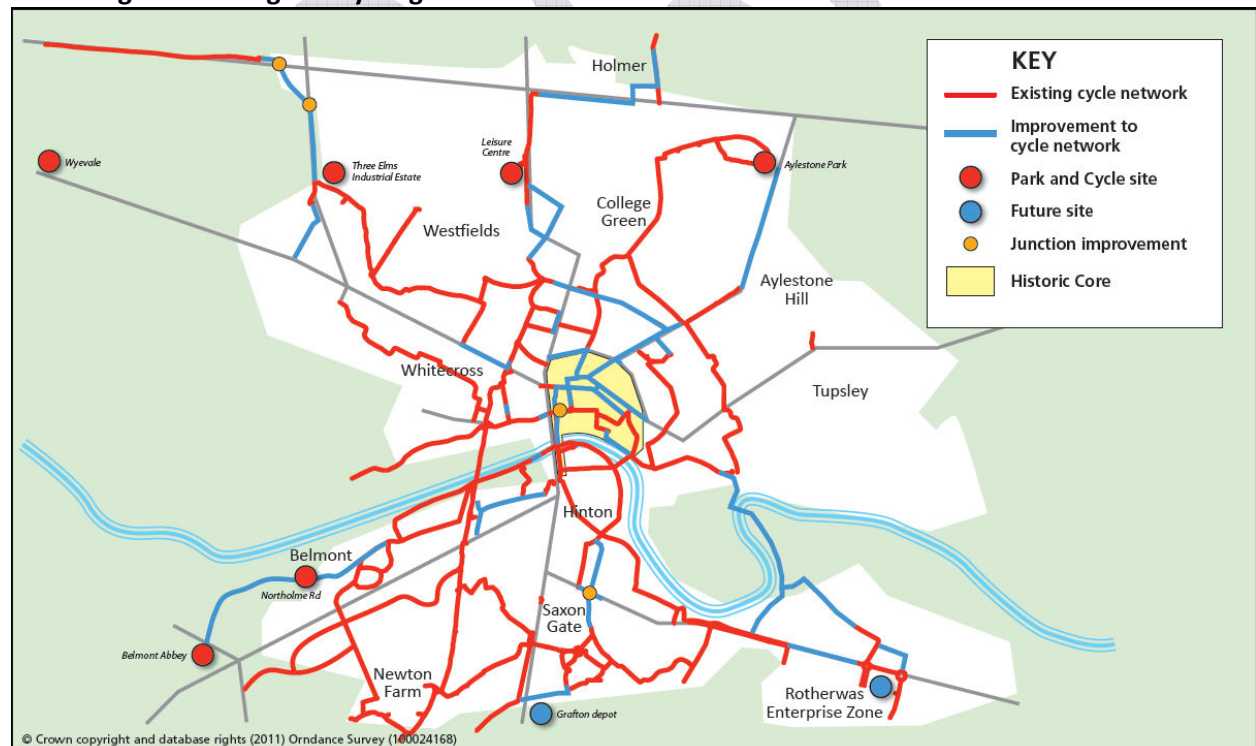 Holmer
Wyevale
Three Elms
Industrial Estate
Leisure
Centre
Aylestone Park
College
Green
Westfields
Aylestone
Hill
Whitecross
Tupsley
Hinton
Belmont
Northolme Rd
Saxon
Gate
Belmont Abbey
Newton
Farm
Grafton depot
Rotherwas
Enterprise Zone
KEY
Existing cycle network
Improvement to
cycle network
Park and Cycle site
Future site
Junction improvement
Historic Core
© Crown copyright and database rights (2011) Orndance Survey (100024168)